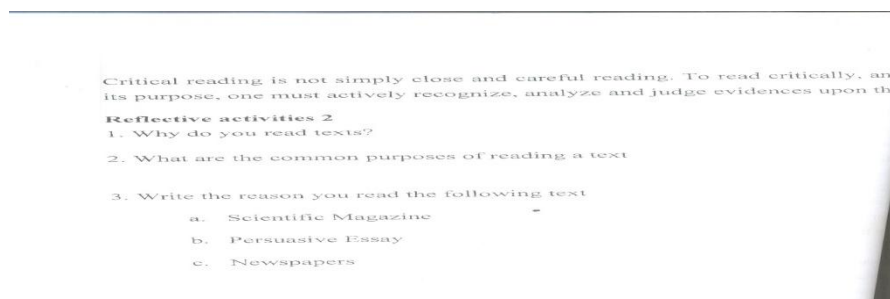 Critical reading is not simply close and careful reading. To read critically, an
its purpose, one must actively recognize, analyze and judge evidences upon th
Reflective activities 2
1. Why do you read texts?
2. What are the common purposes of reading a text
3. Write the reason you read the following text
a. Scientific Magazine
b. Persuasive Essay
c. Newspapers